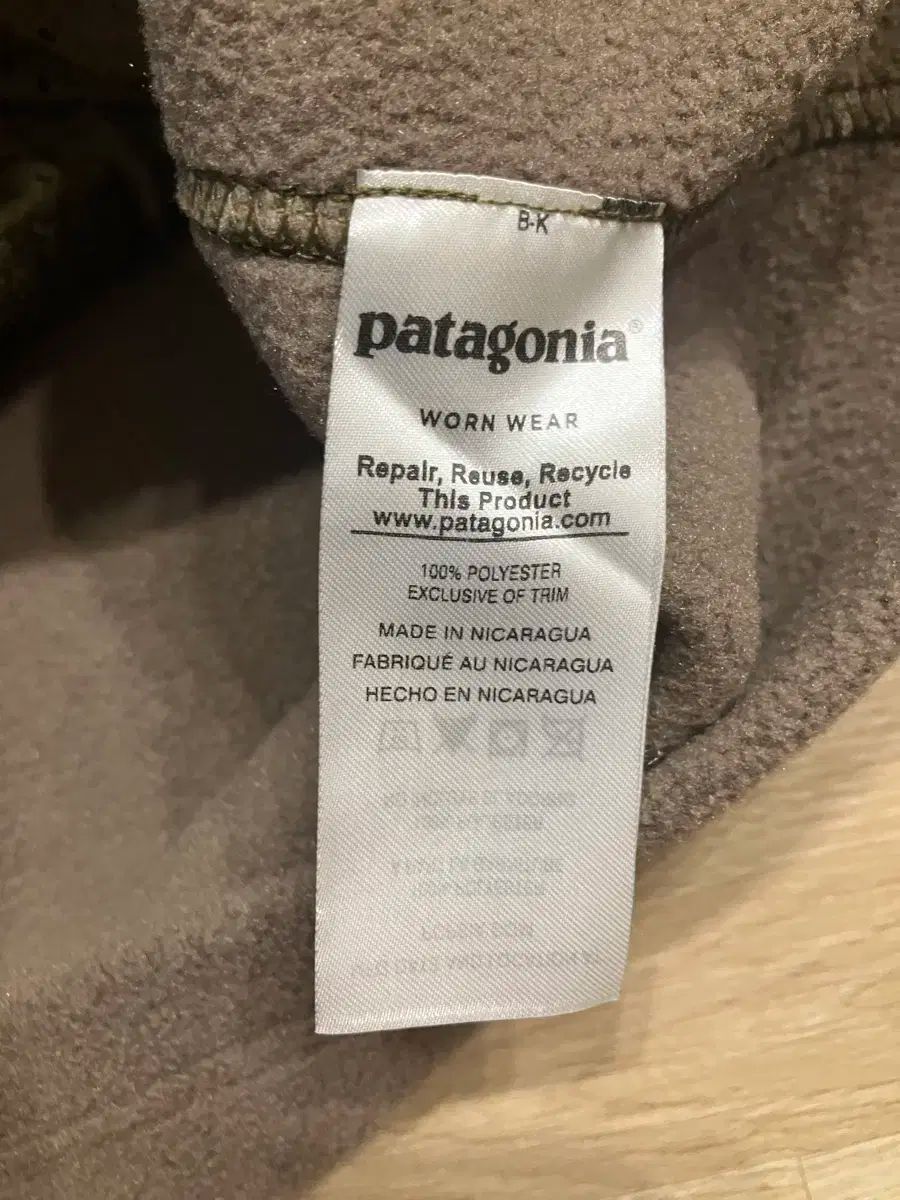 B-K
patagonia®
WORN WEAR
Repair, Reuse, Recycle
This Product
www.patagonia.com
100% POLYESTER
EXCLUSIVE OF TRIM
MADE IN NICARAGUA
FABRIQUÉ AU NICARAGUA
HECHO EN NICARAGUA